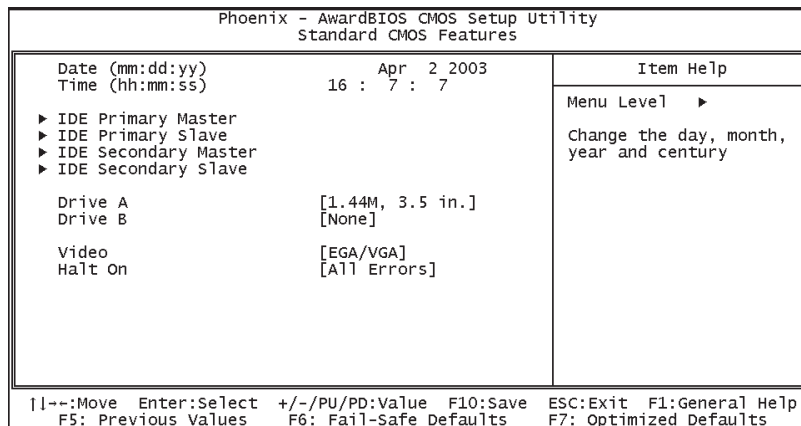 Phoenix - AwardBIOS CMOS Setup Utility
Standard CMOS Features
Date (mm:dd:yy) Apr 2 2003
Time (hh:mm:ss) 16 : 7 : 7
▶ IDE Primary Master
▶ IDE Primary Slave
▶ IDE Secondary Master
▶ IDE Secondary Slave
Drive A [1.44M, 3.5 in.]
Drive B [None]
Video [EGA/VGA]
Halt On [All Errors]
Item Help
Menu Level ▶
Change the day, month,
year and century
↑↓→←:Move Enter:Select +/-/PU/PD:Value F10:Save ESC:Exit F1:General Help
F5: Previous Values F6: Fail-Safe Defaults F7: Optimized Defaults